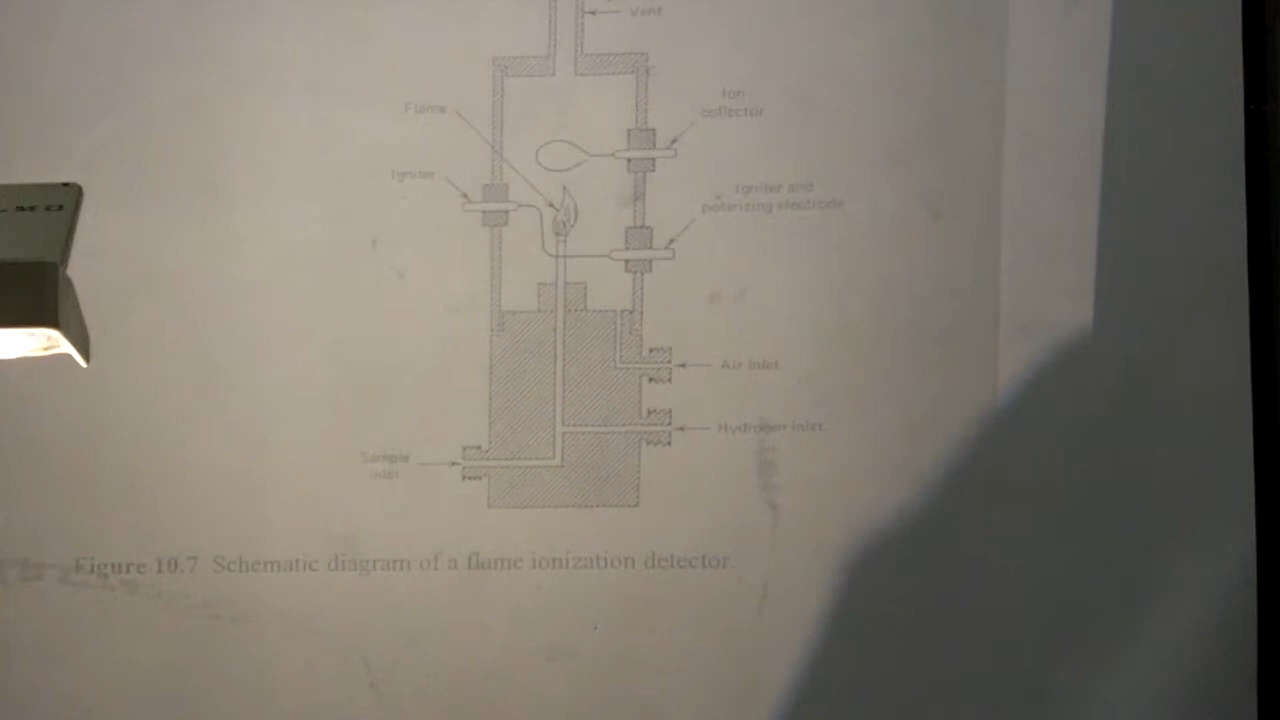 Vent
Ion
collector
Flame
Igniter
Igniter and
polarizing electrode
Air inlet
Hydrogen inlet
Sample
inlet
Figure 10.7 Schematic diagram of a flame ionization detector.